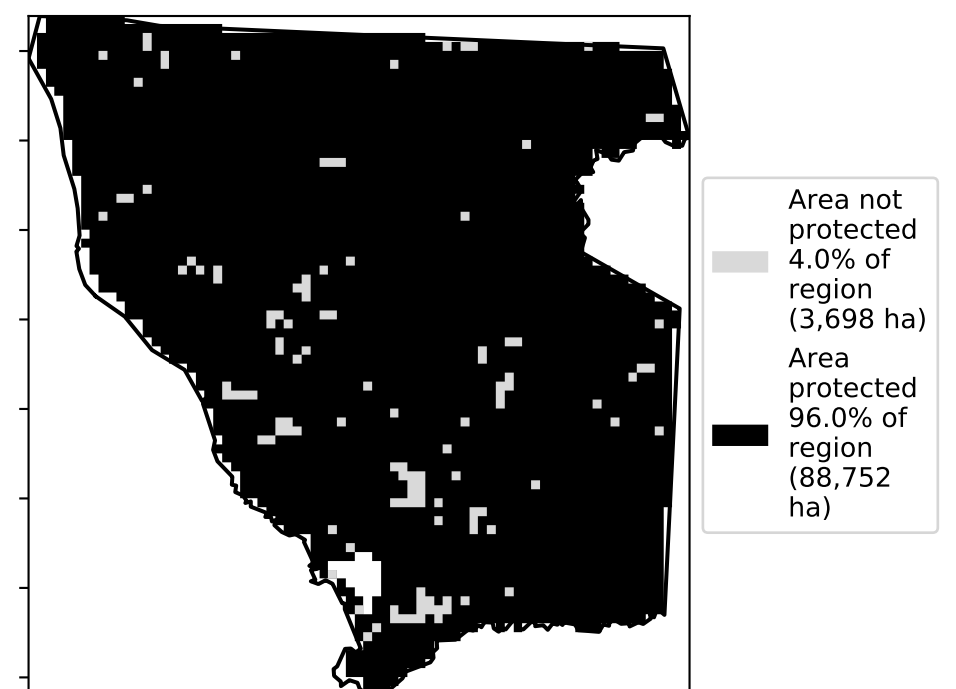 Area not
protected
4.0% of
region
(3,698 ha)
Area
protected
96.0% of
region
(88,752
ha)